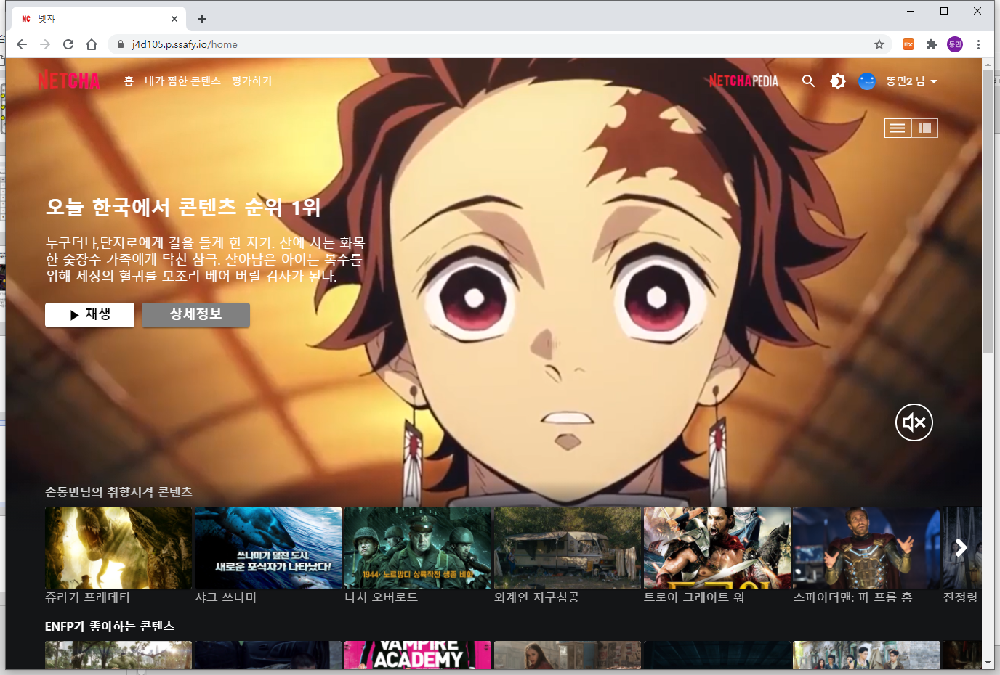 NC 넷챠
j4d105.p.ssafy.io/home
동민
NETCHA 홈 내가 찜한 콘텐츠 평가하기 NETCHAPEDIA 똥민2 님
오늘 한국에서 콘텐츠 순위 1위
누구더냐,탄지로에게 칼을 들게 한 자가. 산에 사는 화목
한 숯장수 가족에게 닥친 참극. 살아남은 아이는 복수를
위해 세상의 혈귀를 모조리 베어 버릴 검사가 된다.
재생 상세정보
손동민님의 취향저격 콘텐츠
쓰나미가 덮친 도시
새로운 포식자가 나타났다!
1944· 노르망디 상륙작전 생존 비화
쥬라기 프레데터 샤크 쓰나미 나치 오버로드 외계인 지구침공 트로이 그레이트 워 스파이더맨: 파 프롬 홈 진정령
ENFP가 좋아하는 콘텐츠
VAMPIRE
ACADEMY